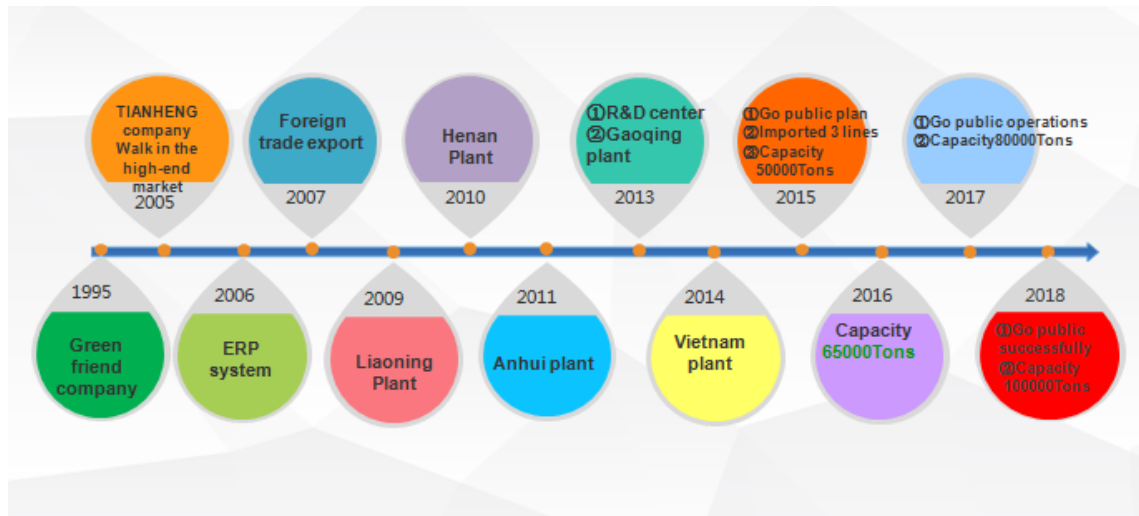 TIANHENG
company
Walk in the
high-end
market
2005
Foreign
trade export
2007
Henan
Plant
2010
①R&D center
②Gaoqing
plant
2013
①Go public plan
②Imported 3 lines
③Capacity
50000Tons
2015
①Go public operations
②Capacity80000Tons
2017
1995
Green
friend
company
2006
ERP
system
2009
Liaoning
Plant
2011
Anhui plant
2014
Vietnam
plant
2016
Capacity
65000Tons
2018
①Go public
successfully
②Capacity
100000Tons